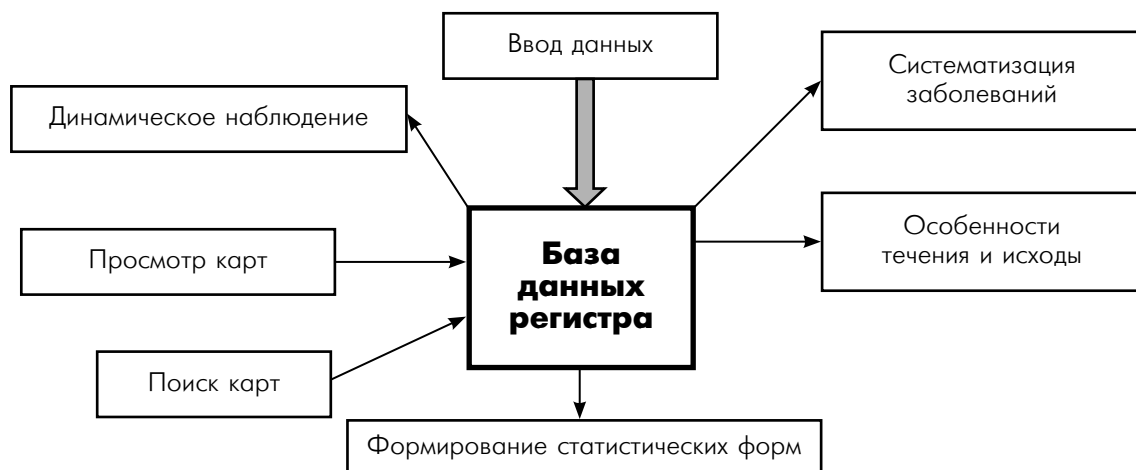 Ввод данных
Систематизация
заболеваний
Динамическое наблюдение
Особенности
течения и исходы
База
данных
регистра
Просмотр карт
Поиск карт
Формирование статистических форм